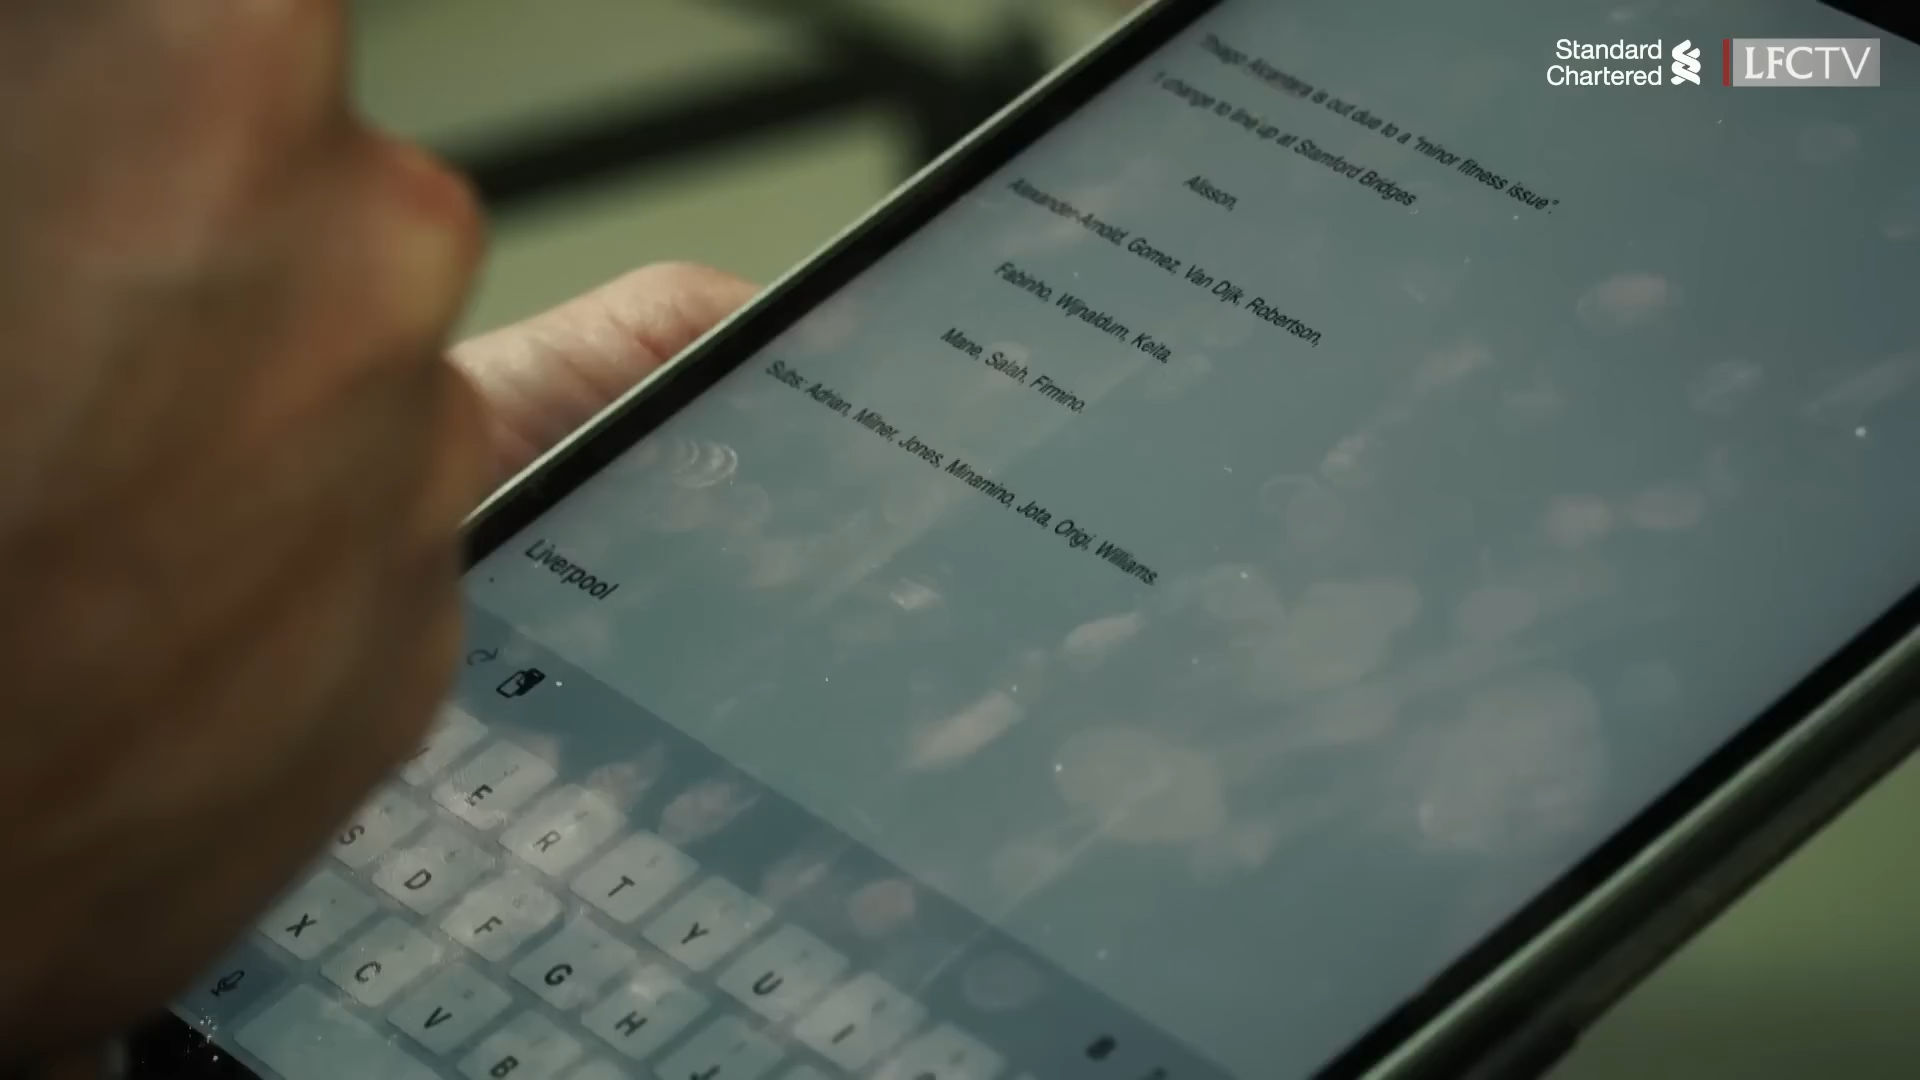 Standard
Chartered
LFCTV
Thiago Alcantara is out due to a "minor fitness issue".
1 change to line up at Stamford Bridges
Alisson,
Alexander-Arnold, Gomez, Van Dijk, Robertson,
Fabinho, Wijnaldum, Keita,
Mane, Salah, Firmino.
Subs: Adrian, Milner, Jones, Minamino, Jota, Origi, Williams.
Liverpool
E R T Y U I
S D F G H J
X C V B